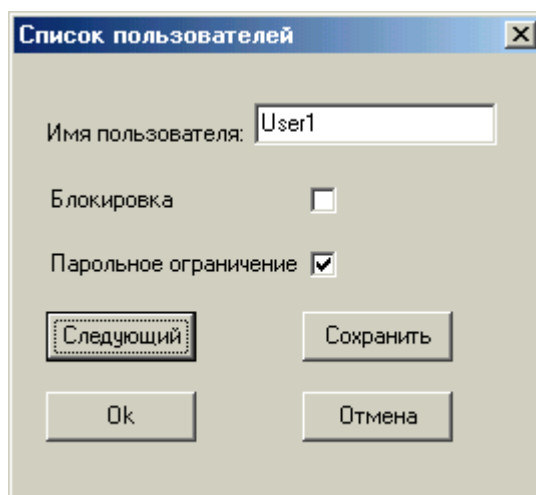 Список пользователей
Имя пользователя: User1
Блокировка
Парольное ограничение
Следующий Сохранить
Ok Отмена